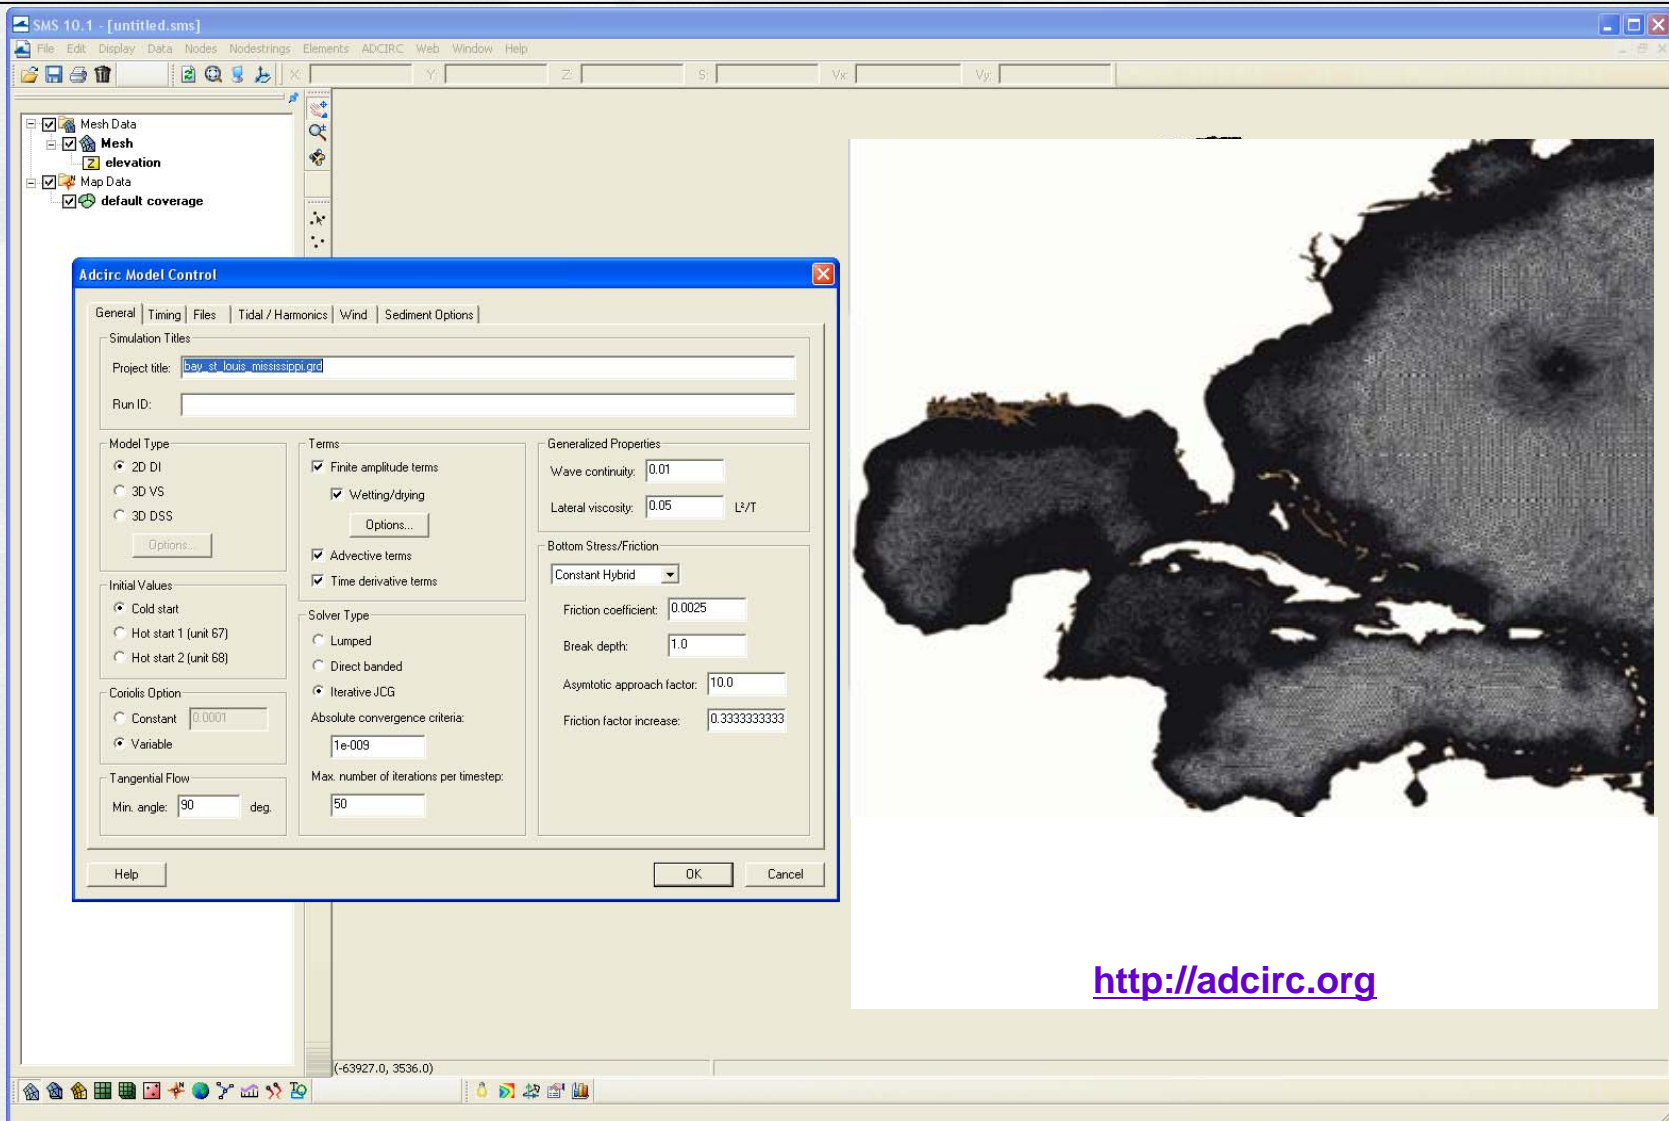 SMS 10.1 - [untitled.sms]
File Edit Display Data Nodes Nodestrings Elements ADCIRC Web Window Help
X: Y: Z: S: Vx: Vy:
Mesh Data
Mesh
Z elevation
Map Data
default coverage
Adcirc Model Control
General Timing Files Tidal / Harmonics Wind Sediment Options
Simulation Titles
Project title: bay_st_louis_mississippi.grd
Run ID:
Model Type
2D DI
3D VS
3D DSS
Options...
Initial Values
Cold start
Hot start 1 (unit 67)
Hot start 2 (unit 68)
Coriolis Option
Constant 0.0001
Variable
Tangential Flow
Min. angle: 90 deg.
Terms
Finite amplitude terms
Wetting/drying
Options...
Advective terms
Time derivative terms
Solver Type
Lumped
Direct banded
Iterative JCG
Absolute convergence criteria:
1e-009
Max. number of iterations per timestep:
50
Generalized Properties
Wave continuity: 0.01
Lateral viscosity: 0.05 L²/T
Bottom Stress/Friction
Constant Hybrid
Friction coefficient: 0.0025
Break depth: 1.0
Asymtotic approach factor: 10.0
Friction factor increase: 0.3333333333
Help OK Cancel
http://adcirc.org
(-63927.0, 3536.0)